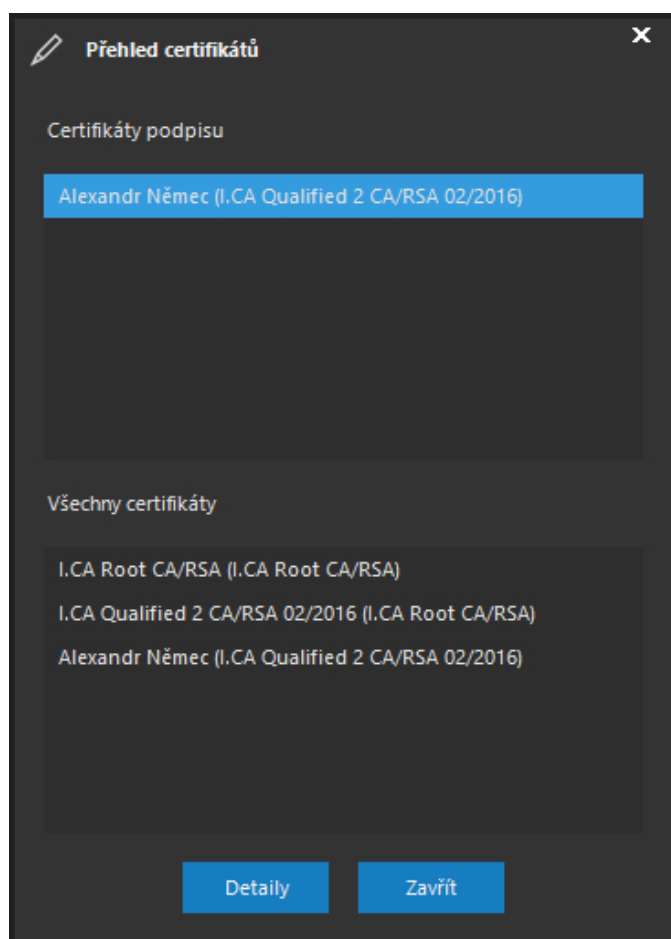 Přehled certifikátů
Certifikáty podpisu
Alexandr Němec (I.CA Qualified 2 CA/RSA 02/2016)
Všechny certifikáty
I.CA Root CA/RSA (I.CA Root CA/RSA)
I.CA Qualified 2 CA/RSA 02/2016 (I.CA Root CA/RSA)
Alexandr Němec (I.CA Qualified 2 CA/RSA 02/2016)
Detaily Zavřít